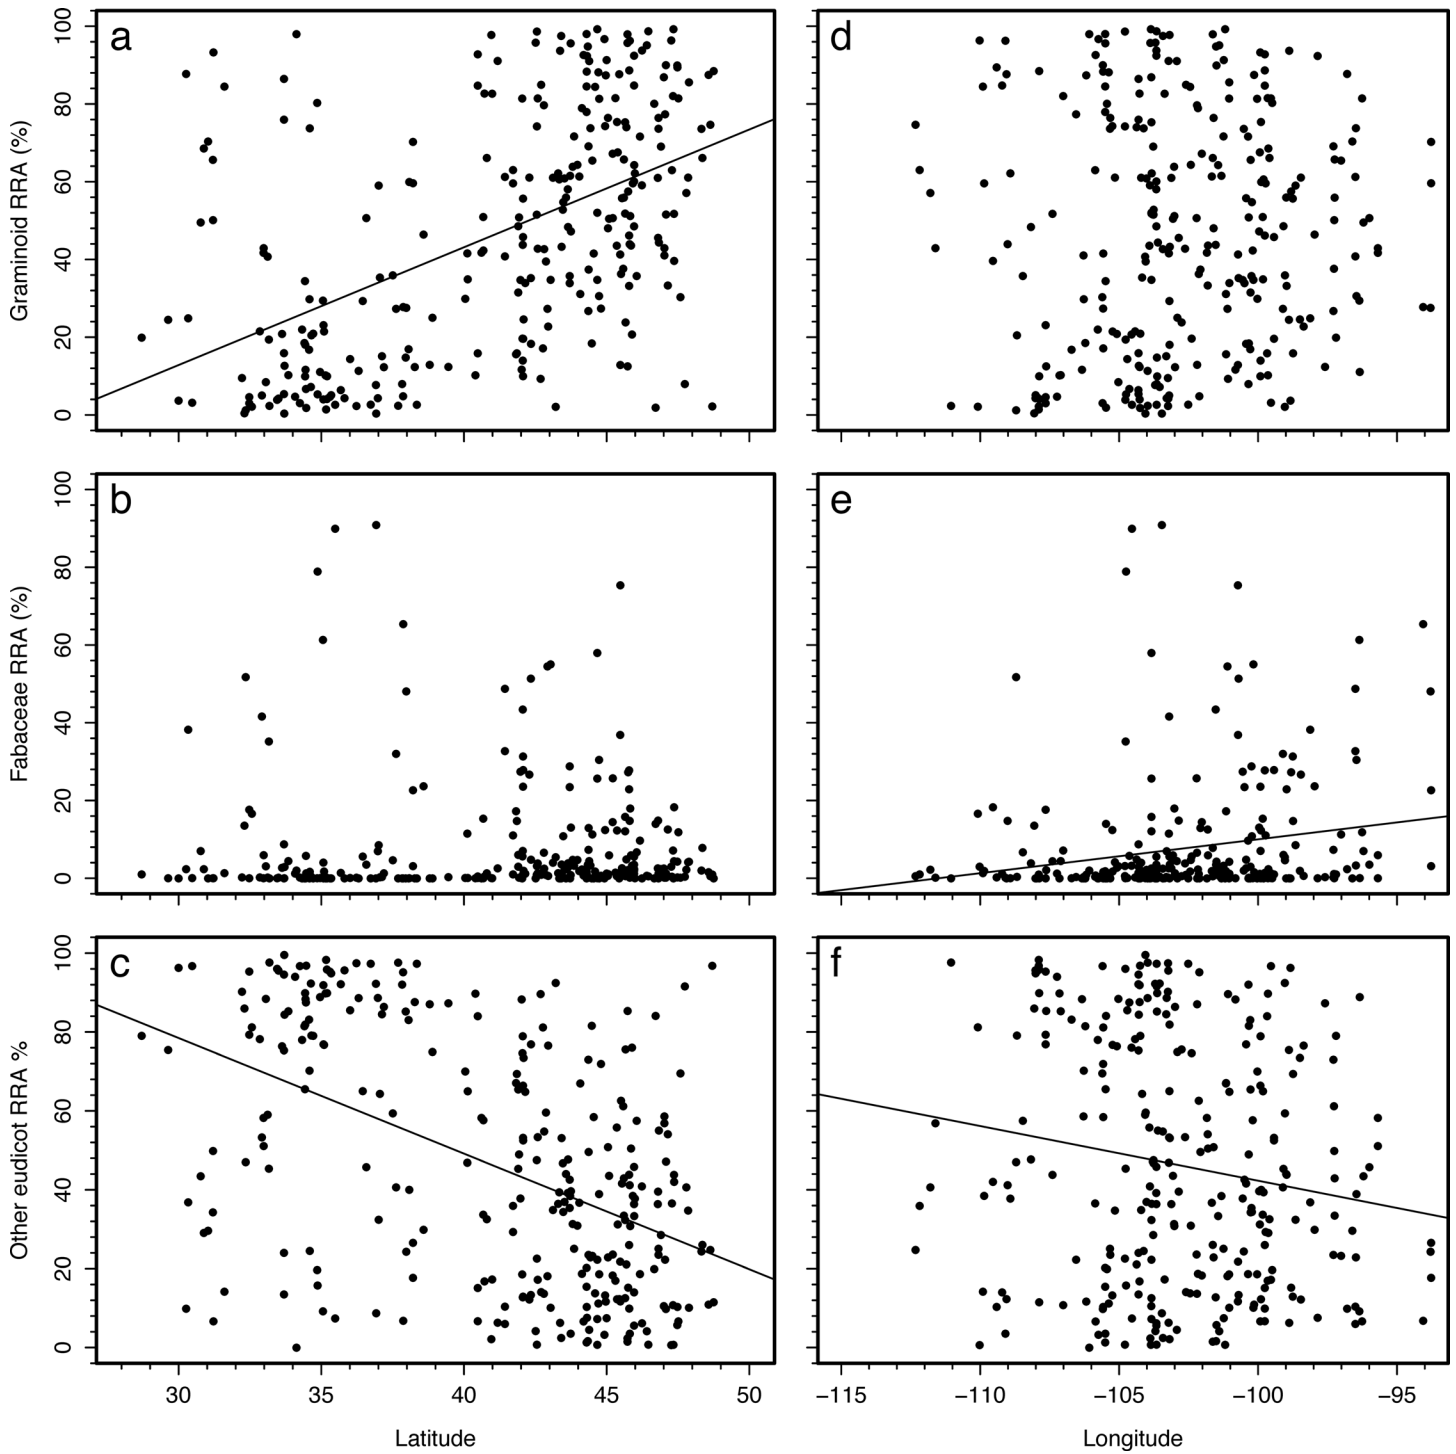 a
d
Graminoid RRA (%)
0 20 40 60 80 100
b
e
Fabaceae RRA (%)
0 20 40 60 80 100
c
f
Other eudicot RRA %
0 20 40 60 80 100
30 35 40 45 50
−115 −110 −105 −100 −95
Latitude
Longitude